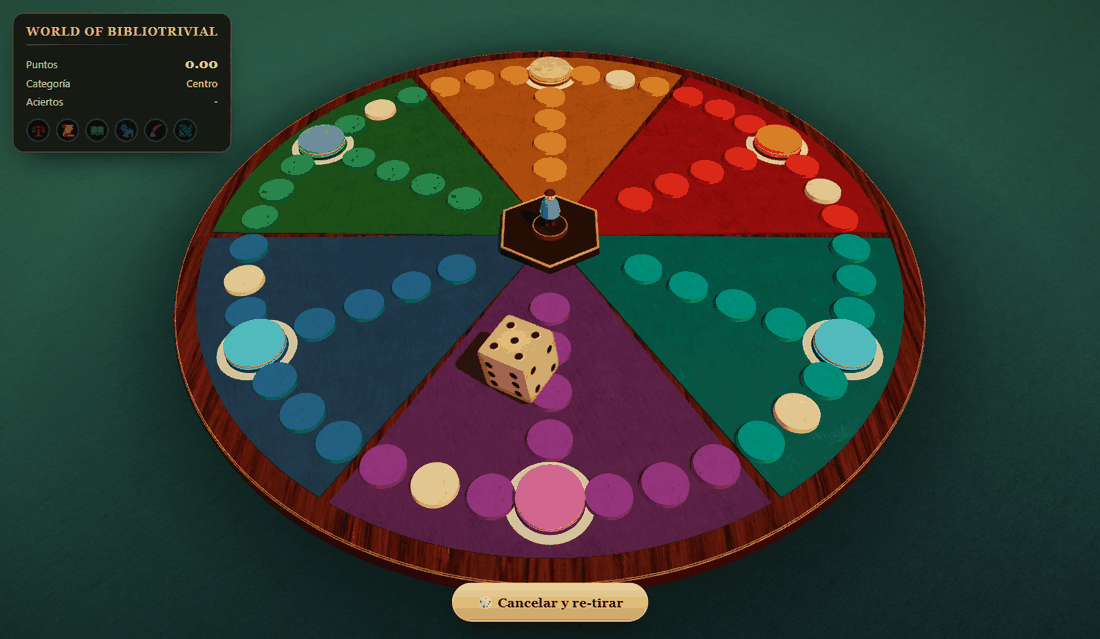 WORLD OF BIBLIOTRIVIAL
Puntos 0.00
Categoría Centro
Aciertos -
Cancelar y re-tirar